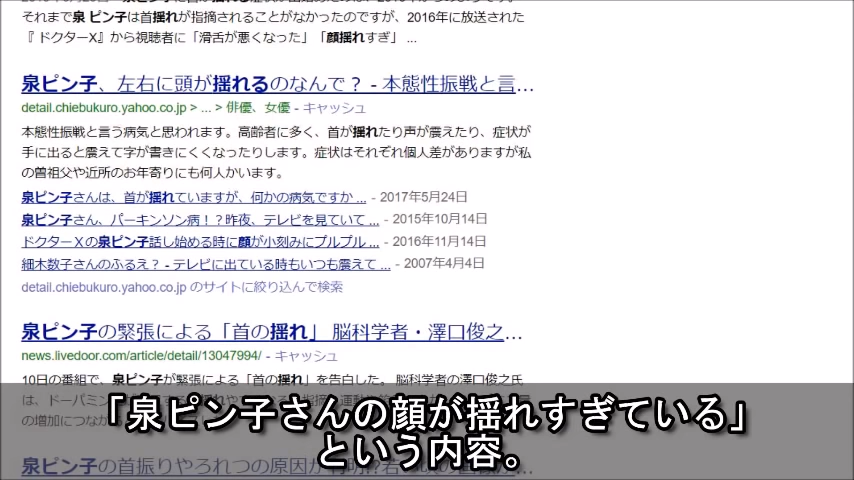 それまで泉 ピン子は首揺れが指摘されることがなかったのですが、2016年に放送された
『 ドクターX』から視聴者に「滑舌が悪くなった」「顔揺れすぎ」 ...
泉ピン子、左右に頭が揺れるのなんで？ - 本態性振戦と言...
detail.chiebukuro.yahoo.co.jp > ... > 俳優、女優 - キャッシュ
本態性振戦と言う病気と思われます。高齢者に多く、首が揺れたり声が震えたり、症状が
手に出ると震えて字が書きにくくなったりします。症状はそれぞれ個人差がありますが私
の曾祖父や近所のお年寄りにも何人かいます。
泉ピン子さんは、首が揺れていますが、何かの病気ですか ... - 2017年5月24日
泉ピン子さん、パーキンソン病！？昨夜、テレビを見ていて ... - 2015年10月14日
ドクターＸの泉ピン子話し始める時に顔が小刻みにプルプル ... - 2016年11月14日
細木数子さんのふるえ？ - テレビに出ている時もいつも震えて ... - 2007年4月4日
detail.chiebukuro.yahoo.co.jp のサイトに絞り込んで検索
泉ピン子の緊張による「首の揺れ」 脳科学者・澤口俊之...
news.livedoor.com/article/detail/13047994/ - キャッシュ
10日の番組で、泉ピン子が緊張による「首の揺れ」を告白した。 脳科学者の澤口俊之氏
は、ドーパミン
の増加につなが
「泉ピン子さんの顔が揺れすぎている」
という内容。
泉ピン子の首振りやろれつの原因が判明!?